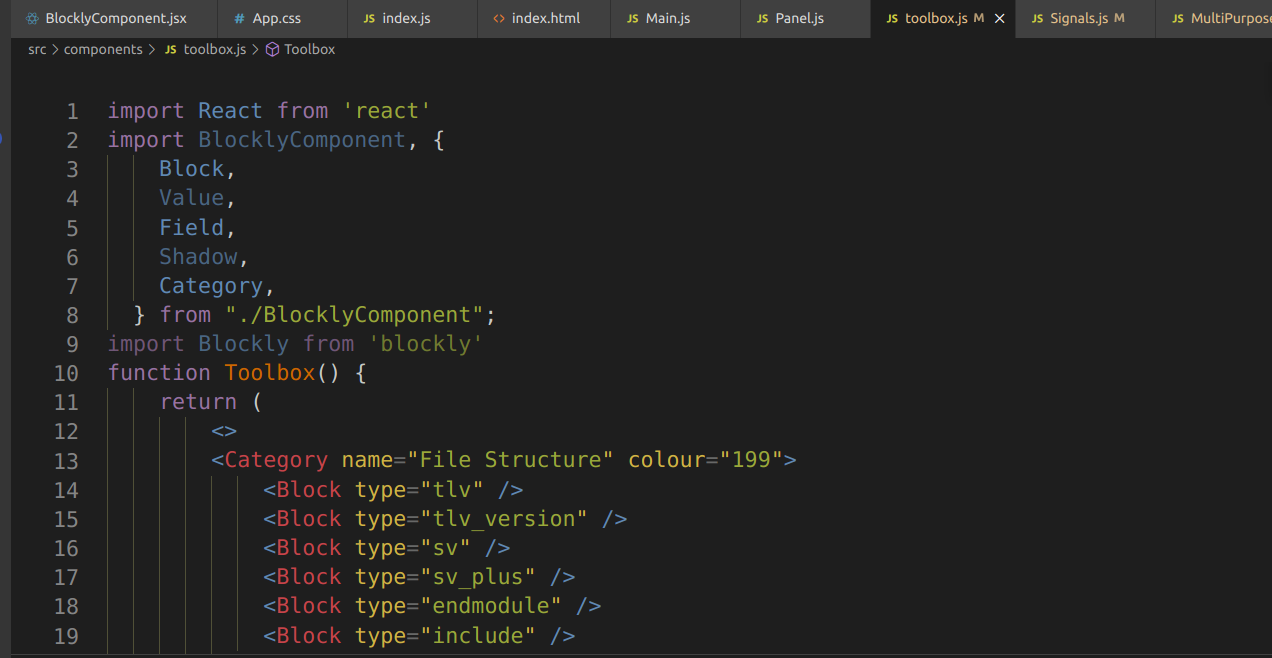 BlocklyComponent.jsx # App.css JS index.js <> index.html JS Main.js JS Panel.js JS toolbox.js M × JS Signals.js M JS MultiPurpose
src > components > JS toolbox.js > Toolbox
1 import React from 'react'
2 import BlocklyComponent, {
3     Block,
4     Value,
5     Field,
6     Shadow,
7     Category,
8   } from "./BlocklyComponent";
9 import Blockly from 'blockly'
10 function Toolbox() {
11     return (
12         <>
13         <Category name="File Structure" colour="199">
14             <Block type="tlv" />
15             <Block type="tlv_version" />
16             <Block type="sv" />
17             <Block type="sv_plus" />
18             <Block type="endmodule" />
19             <Block type="include" />